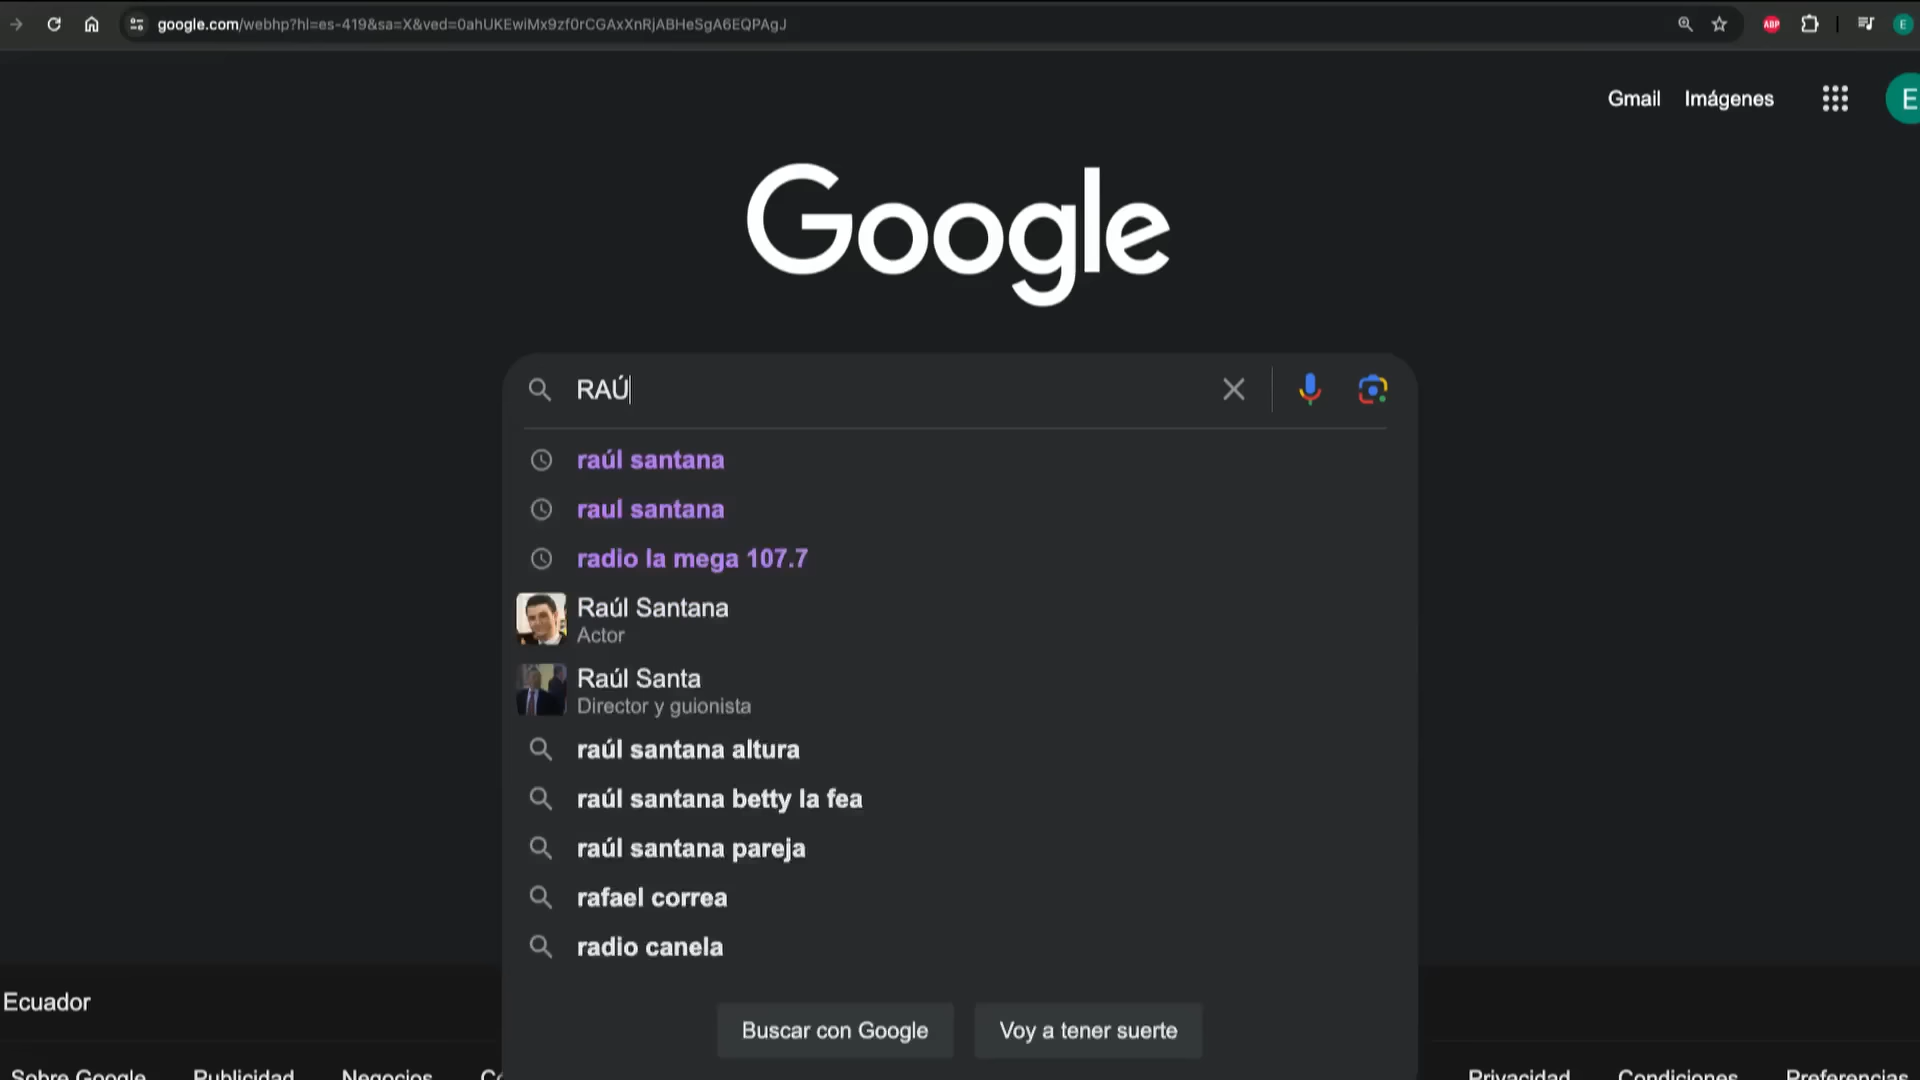 google.com/webhp?hl=es-419&sa=X&ved=0ahUKEwiMx9zf0rCGAxXnRjABHeSgA6EQPAgJ
ABP
E
Gmail
Imágenes
E
Google
RAÚ
raúl santana
raul santana
radio la mega 107.7
Raúl Santana
Actor
Raúl Santa
Director y guionista
raúl santana altura
raúl santana betty la fea
raúl santana pareja
rafael correa
radio canela
Ecuador
Buscar con Google
Voy a tener suerte
Sobre Google
Publicidad
Negocios
Privacidad
Condiciones
Preferencias